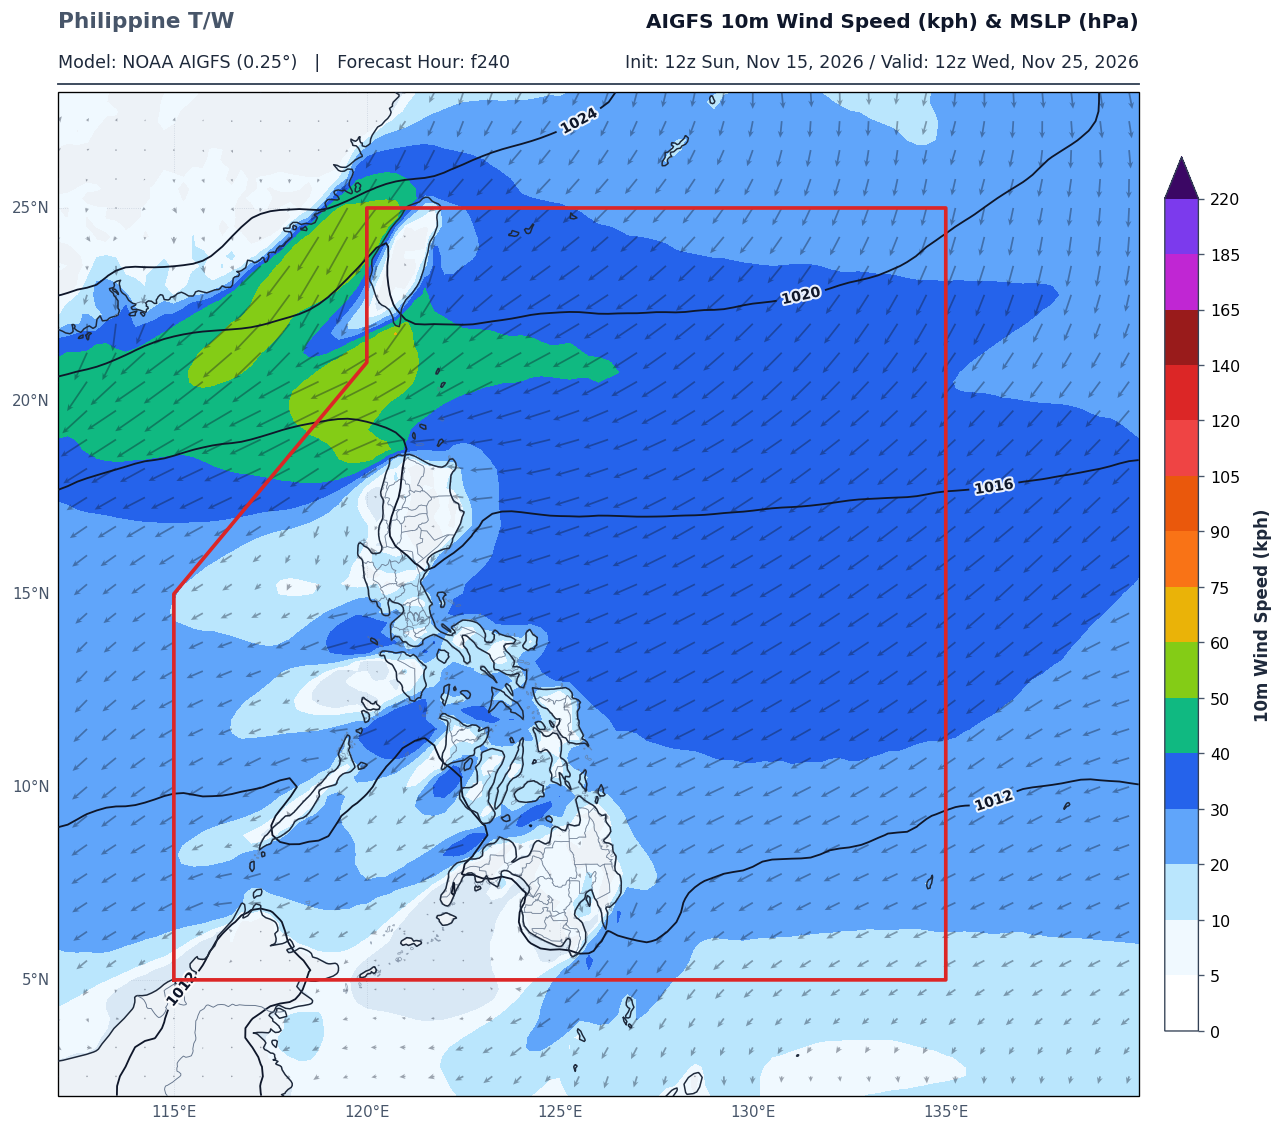 Philippine T/W
AIGFS 10m Wind Speed (kph) & MSLP (hPa)
Model: NOAA AIGFS (0.25°) | Forecast Hour: f240
Init: 12z Sun, Nov 15, 2026 / Valid: 12z Wed, Nov 25, 2026
1024
1020
1016
1012
1012
25°N
20°N
15°N
10°N
5°N
115°E
120°E
125°E
130°E
135°E
220
185
165
140
120
105
90
75
60
50
40
30
20
10
5
0
10m Wind Speed (kph)